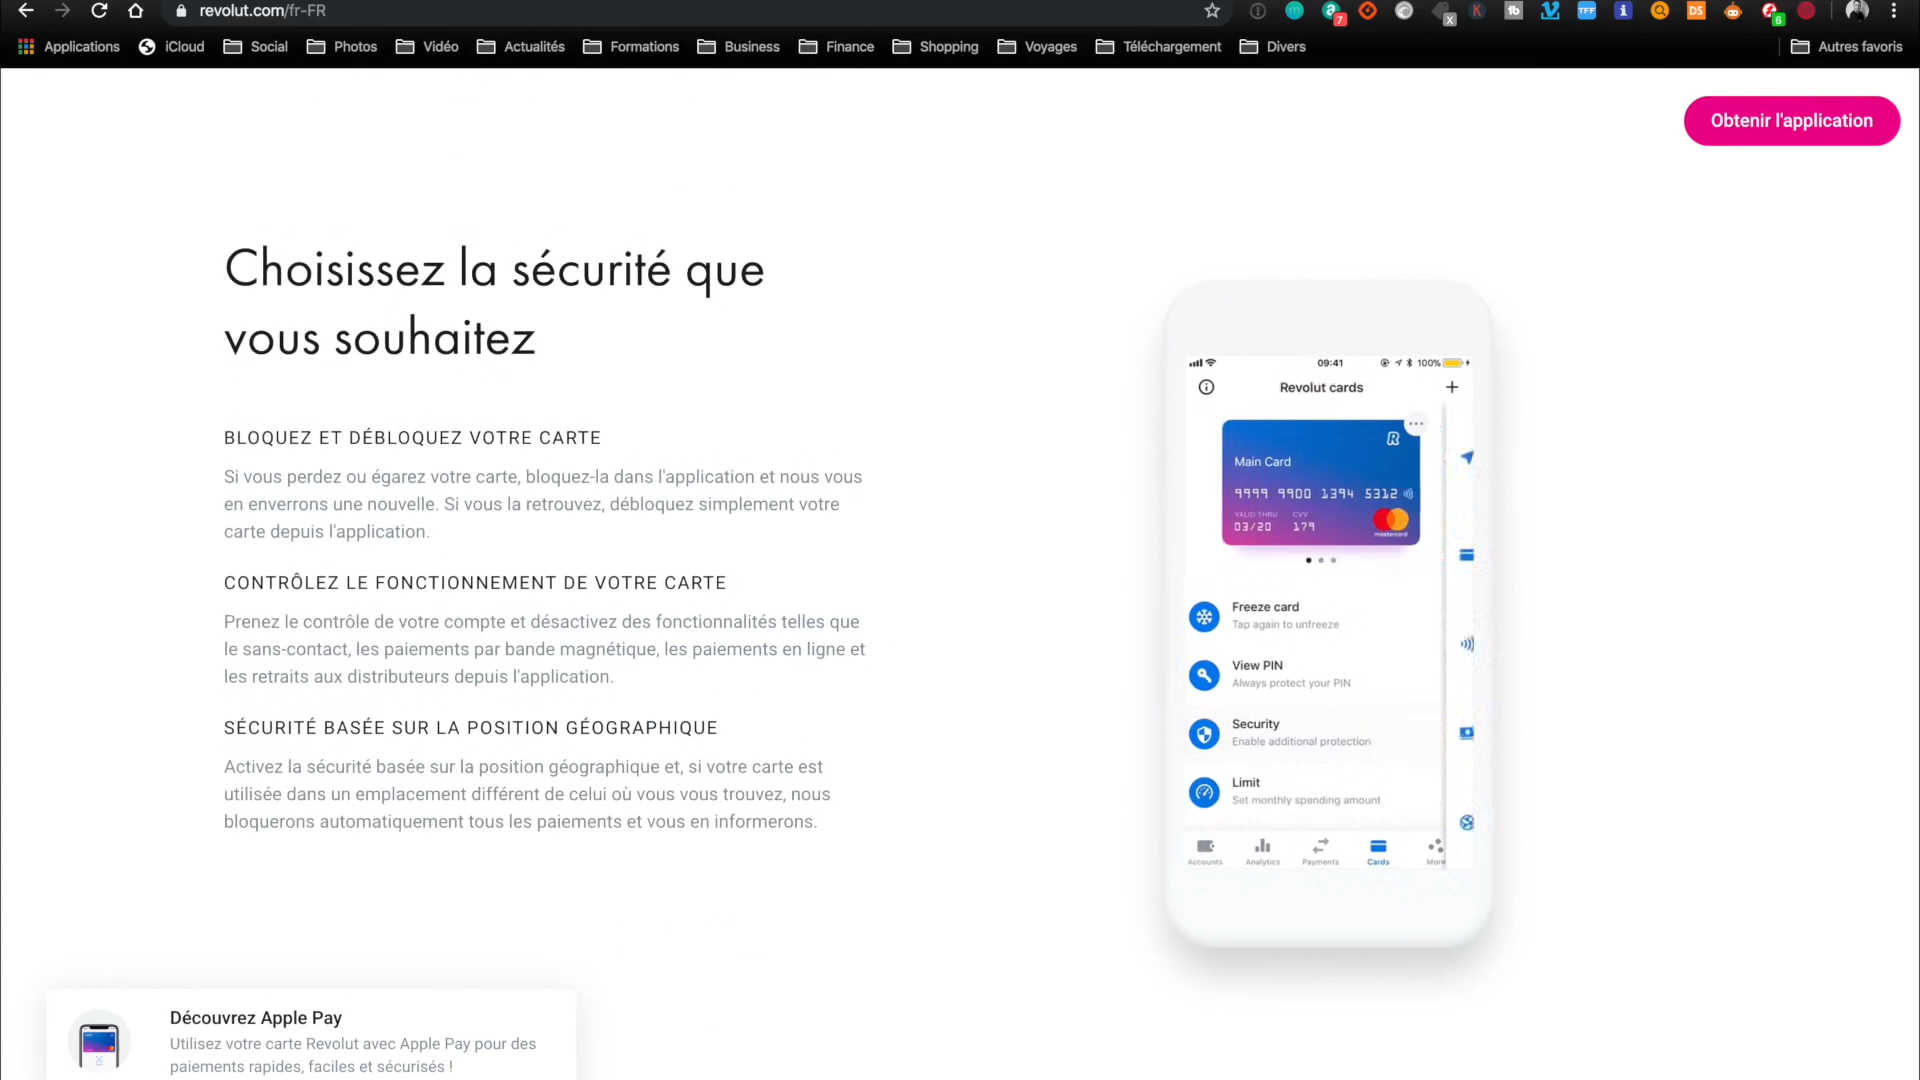 revolut.com/fr-FR
Applications iCloud Social Photos Vidéo Actualités Formations Business Finance Shopping Voyages Téléchargement Divers Autres favoris
Obtenir l'application
Choisissez la sécurité que
vous souhaitez
BLOQUEZ ET DÉBLOQUEZ VOTRE CARTE
Si vous perdez ou égarez votre carte, bloquez-la dans l'application et nous vous
en enverrons une nouvelle. Si vous la retrouvez, débloquez simplement votre
carte depuis l'application.
CONTRÔLEZ LE FONCTIONNEMENT DE VOTRE CARTE
Prenez le contrôle de votre compte et désactivez des fonctionnalités telles que
le sans-contact, les paiements par bande magnétique, les paiements en ligne et
les retraits aux distributeurs depuis l'application.
SÉCURITÉ BASÉE SUR LA POSITION GÉOGRAPHIQUE
Activez la sécurité basée sur la position géographique et, si votre carte est
utilisée dans un emplacement différent de celui où vous vous trouvez, nous
bloquerons automatiquement tous les paiements et vous en informerons.
09:41 100%
Revolut cards
Main Card
9999 9900 1394 5312
VALID THRU CVV
03/20 179
mastercard
Freeze card
Tap again to unfreeze
View PIN
Always protect your PIN
Security
Enable additional protection
Limit
Set monthly spending amount
Accounts Analytics Payments Cards More
Découvrez Apple Pay
Utilisez votre carte Revolut avec Apple Pay pour des
paiements rapides, faciles et sécurisés !